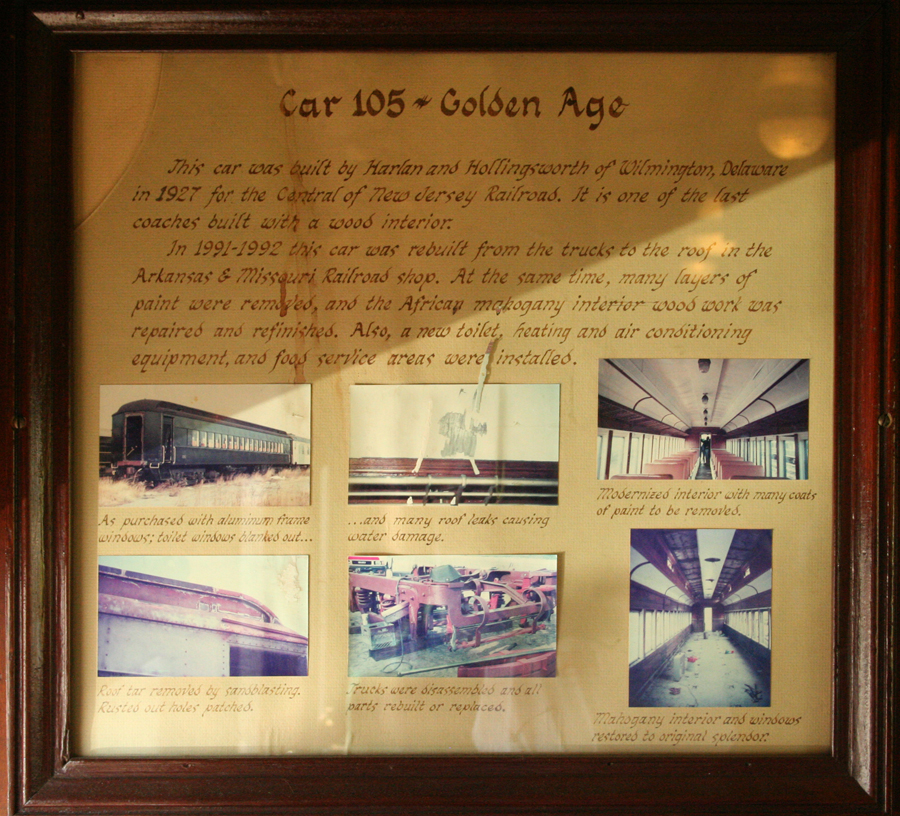 Car 105 ~ Golden Age
This car was built by Harlan and Hollingsworth of Wilmington, Delaware
in 1927 for the Central of New Jersey Railroad. It is one of the last
coaches built with a wood interior.
In 1991-1992 this car was rebuilt from the trucks to the roof in the
Arkansas & Missouri Railroad shop. At the same time, many layers of
paint were removed, and the African mahogany interior wood work was
repaired and refinished. Also, a new toilet, heating and air conditioning
equipment, and food service areas were installed.
As purchased with aluminum frame
windows; toilet windows blanked out...
...and many roof leaks causing
water damage.
Modernized interior with many coats
of paint to be removed.
Roof tar removed by sandblasting.
Rusted out holes patched.
Trucks were disassembled and all
parts rebuilt or replaced.
Mahogany interior and windows
restored to original splendor.